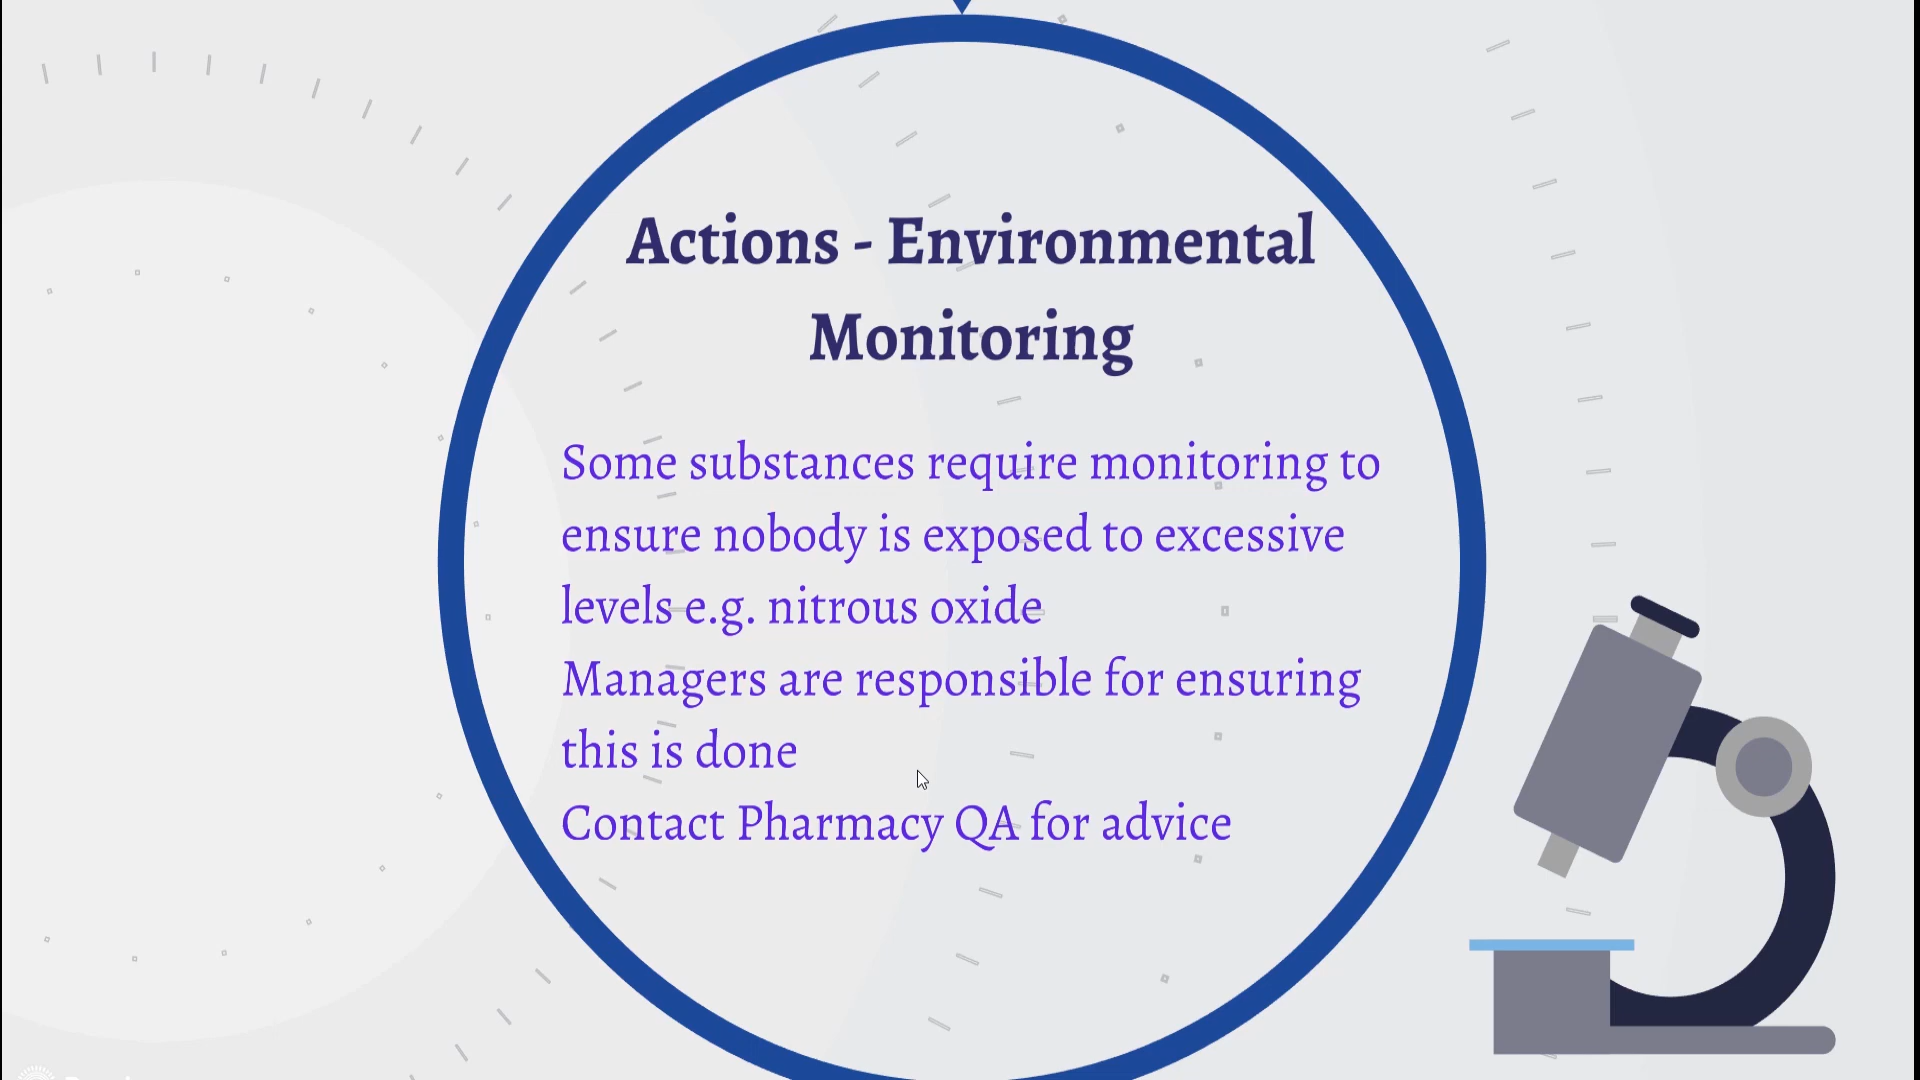 Actions - Environmental
Monitoring
Some substances require monitoring to
ensure nobody is exposed to excessive
levels e.g. nitrous oxide
Managers are responsible for ensuring
this is done
Contact Pharmacy QA for advice